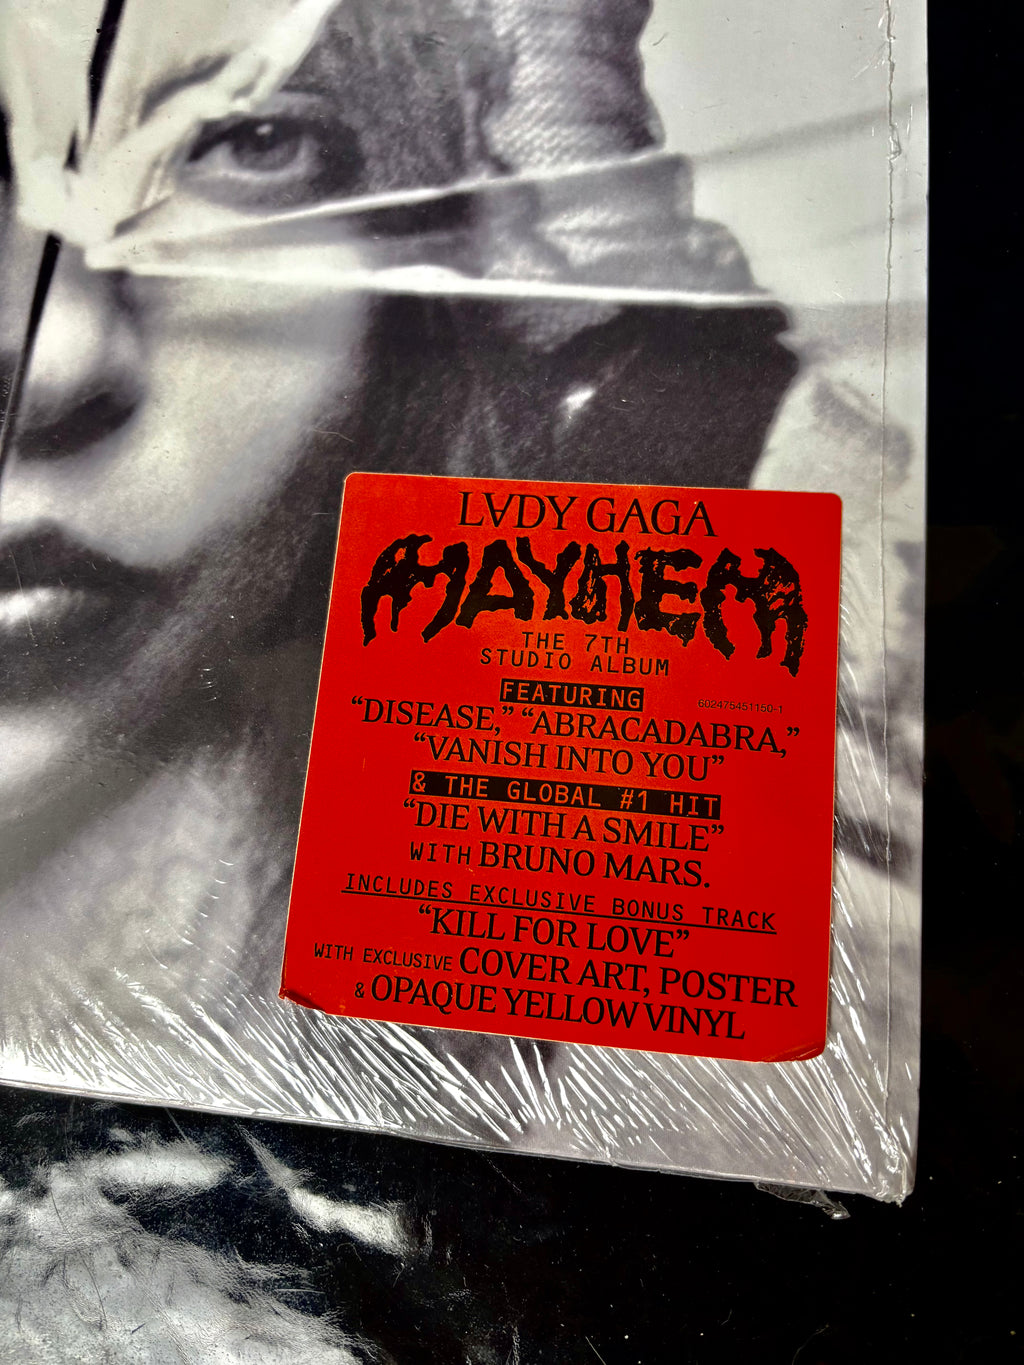 LVDY GAGA
MAYHEM
THE 7TH
STUDIO ALBUM
FEATURING
602475451150-1
“DISEASE,” “ABRACADABRA,”
“VANISH INTO YOU”
& THE GLOBAL #1 HIT
“DIE WITH A SMILE”
WITH BRUNO MARS.
INCLUDES EXCLUSIVE BONUS TRACK
“KILL FOR LOVE”
WITH EXCLUSIVE COVER ART, POSTER
& OPAQUE YELLOW VINYL